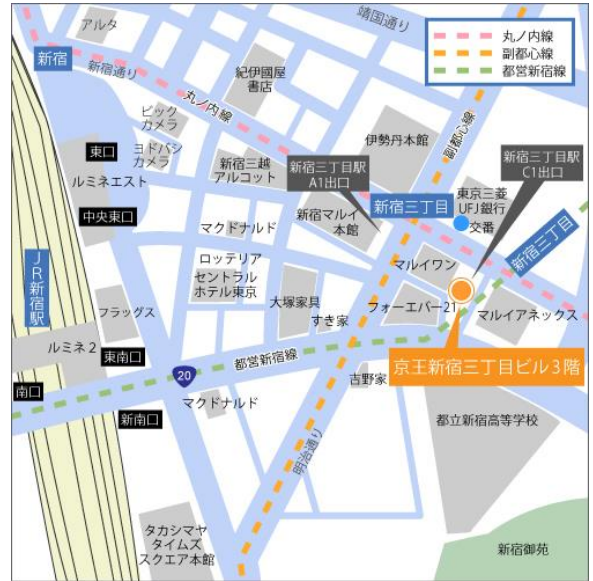 アルタ
靖国通り
丸ノ内線
副都心線
都営新宿線
新宿
新宿通り
紀伊國屋
書店
丸ノ内線
ビック
カメラ
副都心線
伊勢丹本館
東口
ヨドバシ
カメラ
新宿三越
アルコット
新宿三丁目駅
A1出口
新宿三丁目駅
C1出口
ルミネエスト
東京三菱
UFJ銀行
交番
中央東口
マクドナルド
新宿マルイ
本館
新宿三丁目
新宿三丁目
JR新宿駅
ロッテリア
セントラル
ホテル東京
マルイワン
フラッグス
大塚家具
すき家
フォーエバー21
マルイアネックス
ルミネ2
東南口
都営新宿線
20
京王新宿三丁目ビル3階
南口
新南口
マクドナルド
吉野家
都立新宿高等学校
明治通り
タカシマヤ
タイムズ
スクエア本館
新宿御苑